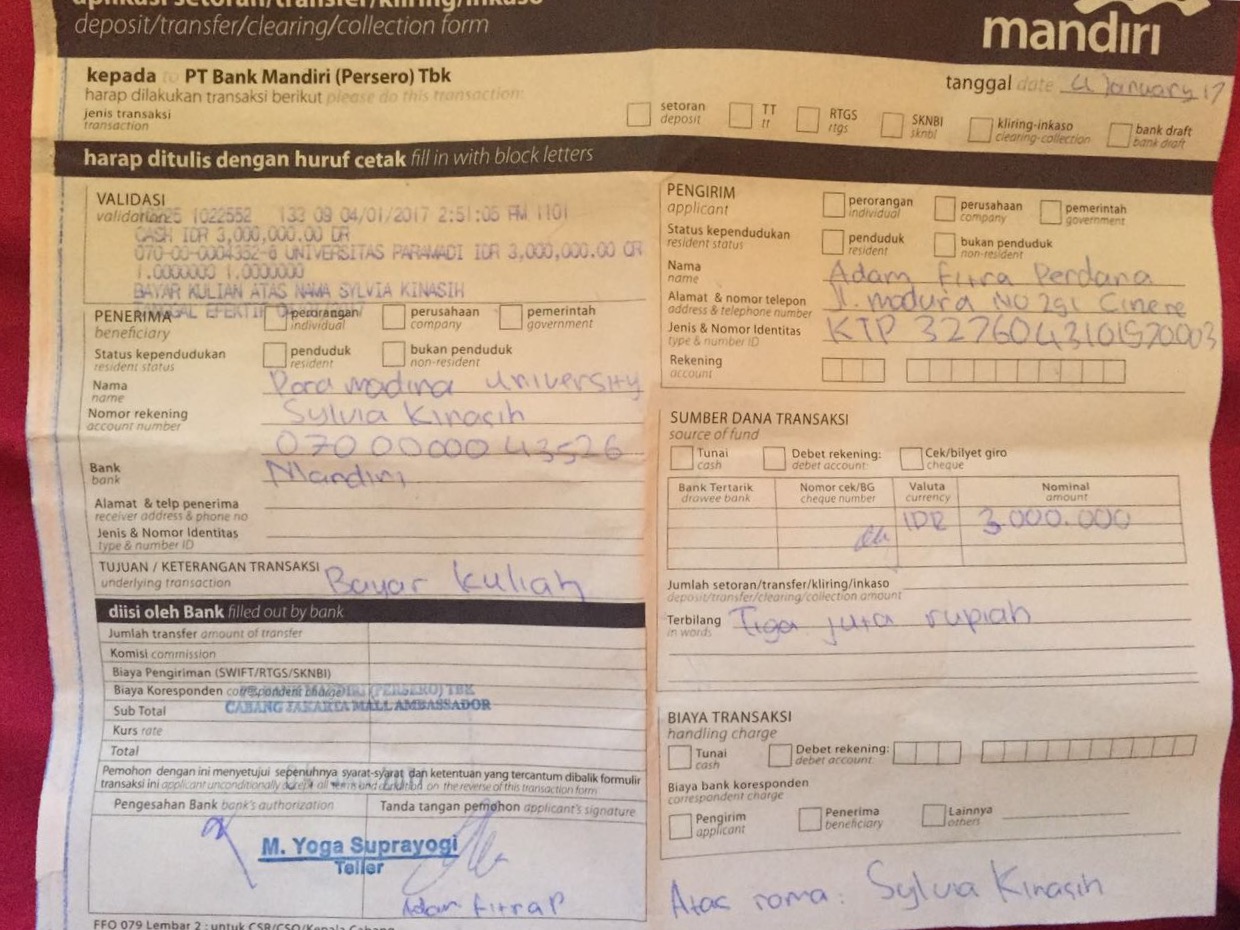 aplikasi setoran/transfer/kliring/inkaso
deposit/transfer/clearing/collection form
mandiri
kepada to PT Bank Mandiri (Persero) Tbk
harap dilakukan transaksi berikut please do this transaction:
tanggal date 4 January 17
jenis transaksi
transaction
setoran
deposit
TT
tt
RTGS
rtgs
SKNBI
sknbi
kliring-inkaso
clearing-collection
bank draft
bank draft
harap ditulis dengan huruf cetak fill in with block letters
VALIDASI
validation
1022552 133 09 04/01/2017 2:51:05 PM 1101
CASH IDR 3,000,000.00 DR
070-00-0004352-6 UNIVERSITAS PARAMADI IDR 3,000,000.00 CR
1.0000000 1.0000000
BAYAR KULIAH ATAS NAMA SYLVIA KINASIH
PENERIMA
beneficiary
perorangan
individual
perusahaan
company
pemerintah
government
Status kependudukan
resident status
penduduk
resident
bukan penduduk
non-resident
Nama
name
Paramadina University
Sylvia Kinasih
Nomor rekening
account number
0700000043526
Bank
bank
Mandiri
Alamat & telp penerima
receiver address & phone no
Jenis & Nomor Identitas
type & number ID
TUJUAN / KETERANGAN TRANSAKSI
underlying transaction
Bayar kuliah
diisi oleh Bank filled out by bank
Jumlah transfer amount of transfer
Komisi commission
Biaya Pengiriman (SWIFT/RTGS/SKNBI)
Biaya Koresponden correspondent charge
PT BANK MANDIRI (PERSERO) TBK
CABANG JAKARTA MALL AMBASSADOR
Sub Total
Kurs rate
Total
Pemohon dengan ini menyetujui sepenuhnya syarat-syarat dan ketentuan yang tercantum dibalik formulir
transaksi ini applicant unconditionally accept all terms and condition on the reverse of this transaction form
Pengesahan Bank bank's authorization
Tanda tangan pemohon applicant's signature
M. Yoga Suprayogi
Teller
Adam Fitra P
FFO 079 Lembar 2 : untuk CSR/CSO/Kepala Cabang
PENGIRIM
applicant
perorangan
individual
perusahaan
company
pemerintah
government
Status kependudukan
resident status
penduduk
resident
bukan penduduk
non-resident
Nama
name
Adam Fitra Perdana
Alamat & nomor telepon
address & telephone number
Jl. madura NO 291 Cinere
Jenis & Nomor Identitas
type & number ID
KTP 3276043101920003
Rekening
account
SUMBER DANA TRANSAKSI
source of fund
Tunai
cash
Debet rekening:
debet account:
Cek/bilyet giro
cheque
Bank Tertarik
drawee bank
Nomor cek/BG
cheque number
Valuta
currency
Nominal
amount
IDR 3.000.000
Jumlah setoran/transfer/kliring/inkaso
deposit/transfer/clearing/collection amount
Terbilang
in words
Tiga juta rupiah
BIAYA TRANSAKSI
handling charge
Tunai
cash
Debet rekening:
debet account:
Biaya bank koresponden
correspondent charge
Pengirim
applicant
Penerima
beneficiary
Lainnya
others
Atas nama: Sylvia Kinasih